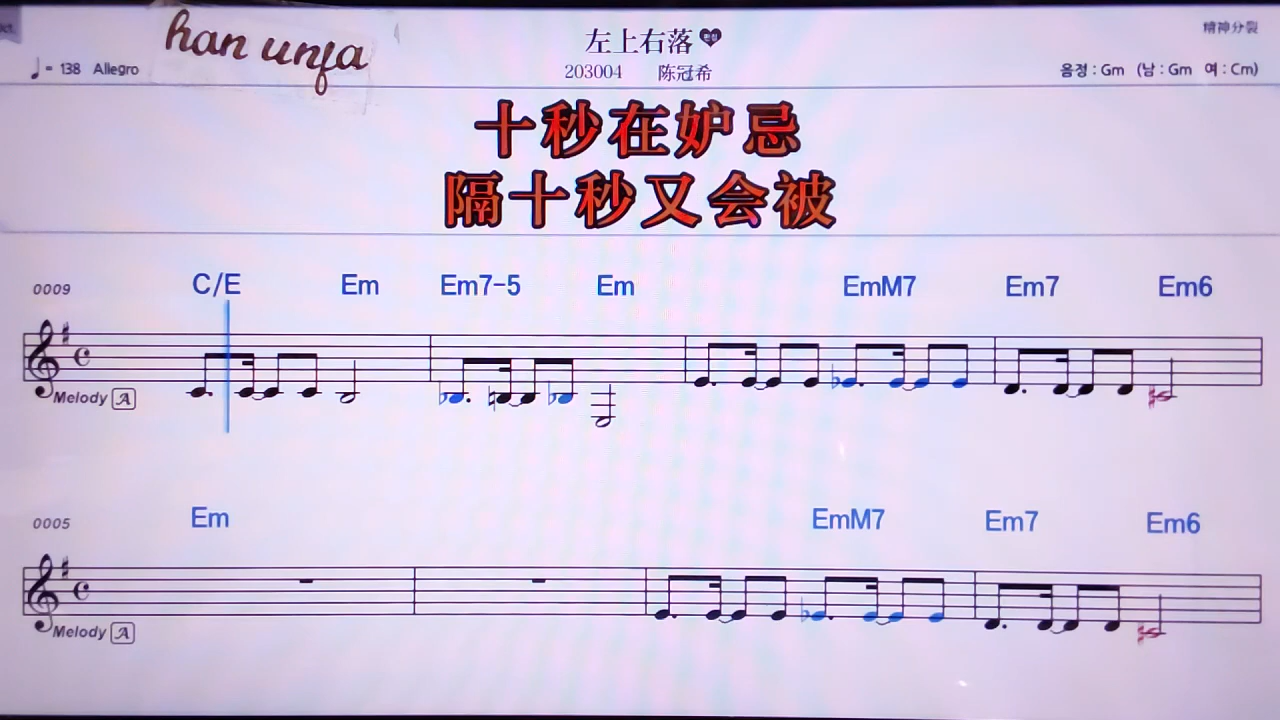 han unfa
左上右落
精神分裂
♩= 138 Allegro
203004 陈冠希
음정 : Gm (남 : Gm 여 : Cm)
十秒在妒忌
隔十秒又会被
0009 C/E Em Em7-5 Em EmM7 Em7 Em6
Melody A
0005 Em EmM7 Em7 Em6
Melody A